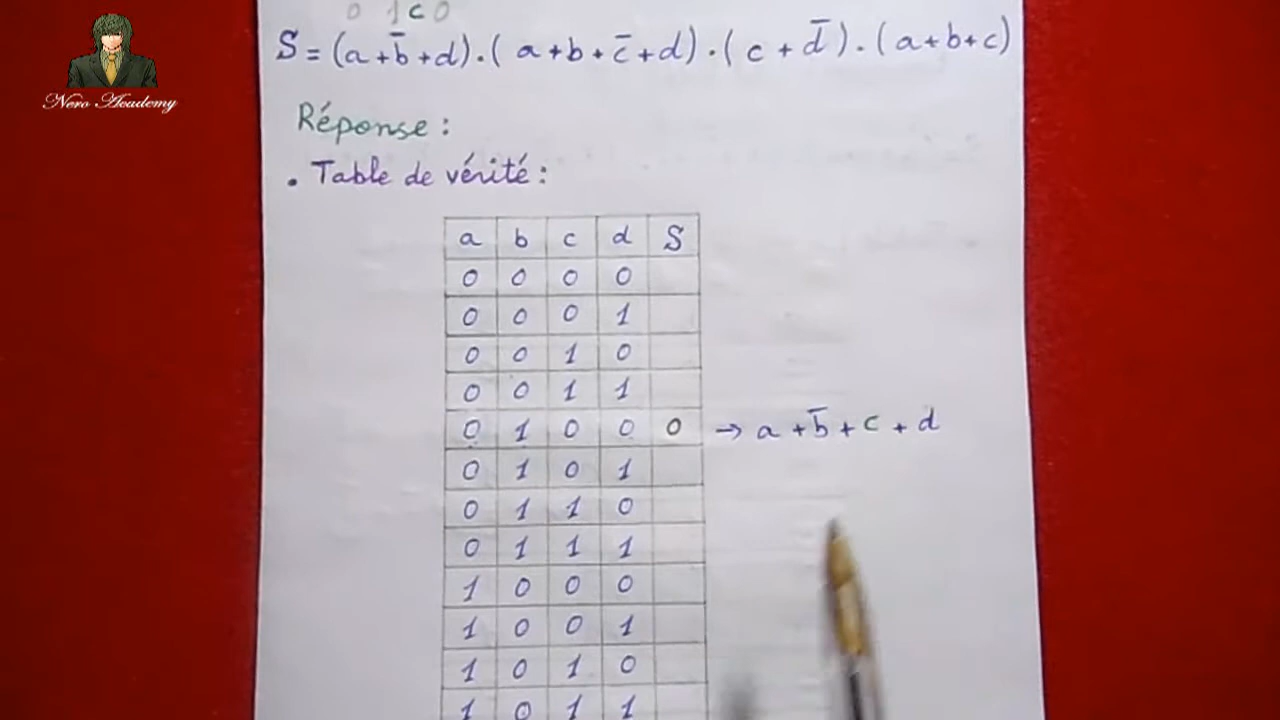 0 1 c 0
S = (a + b̅ + d) . ( a + b + c̅ + d) . ( c + d̅ ) . ( a + b + c)
Nero Academy
Réponse :
. Table de vérité :
a b c d S
0 0 0 0
0 0 0 1
0 0 1 0
0 0 1 1
0 1 0 0 0 → a + b̅ + c + d
0 1 0 1
0 1 1 0
0 1 1 1
1 0 0 0
1 0 0 1
1 0 1 0
1 0 1 1